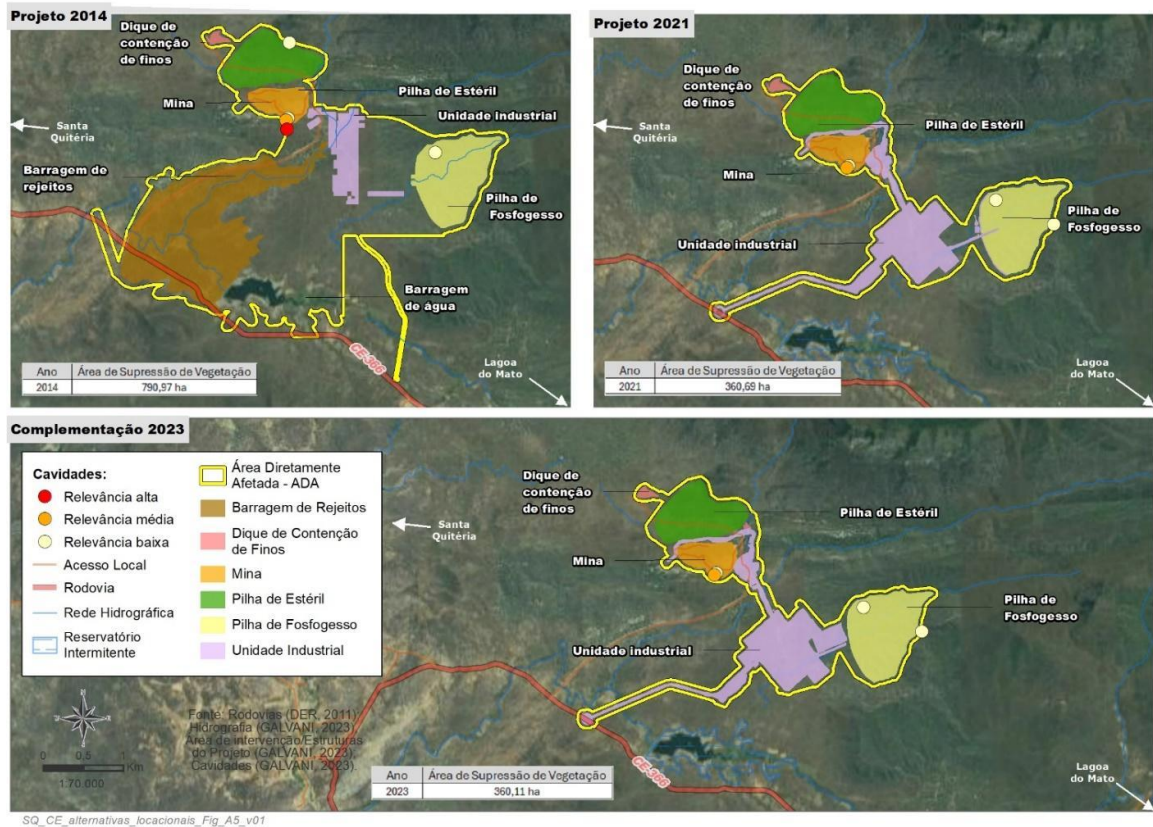 Projeto 2014
Dique de
contenção
de finos
Pilha de Estéril
Mina
Unidade industrial
Santa
Quitéria
Barragem de
rejeitos
Pilha de
Fosfogesso
Barragem
de água
CE-366
Lagoa
do Mato
Ano Área de Supressão de Vegetação
2014 790,97 ha
Projeto 2021
Dique de
contenção
de finos
Santa
Quitéria
Pilha de Estéril
Mina
Pilha de
Fosfogesso
Unidade industrial
Lagoa
do Mato
Ano Área de Supressão de Vegetação
2021 360,69 ha
Complementação 2023
Cavidades:
Relevância alta
Relevância média
Relevância baixa
Acesso Local
Rodovia
Rede Hidrográfica
Reservatório
Intermitente
Área Diretamente
Afetada - ADA
Barragem de Rejeitos
Dique de Contenção
de Finos
Mina
Pilha de Estéril
Pilha de Fosfogesso
Unidade Industrial
Dique de
contenção
de finos
Santa
Quitéria
Pilha de Estéril
Mina
Pilha de
Fosfogesso
Unidade industrial
CE-366
Lagoa
do Mato
N
0 0,5 1
Km
1:70.000
Fonte: Rodovias (DER, 2011);
Hidrografia (GALVANI, 2023);
Área de intervenção/Estruturas
do Projeto (GALVANI, 2023);
Cavidades (GALVANI, 2023).
Ano Área de Supressão de Vegetação
2023 360,11 ha
SQ_CE_alternativas_locacionais_Fig_A5_v01